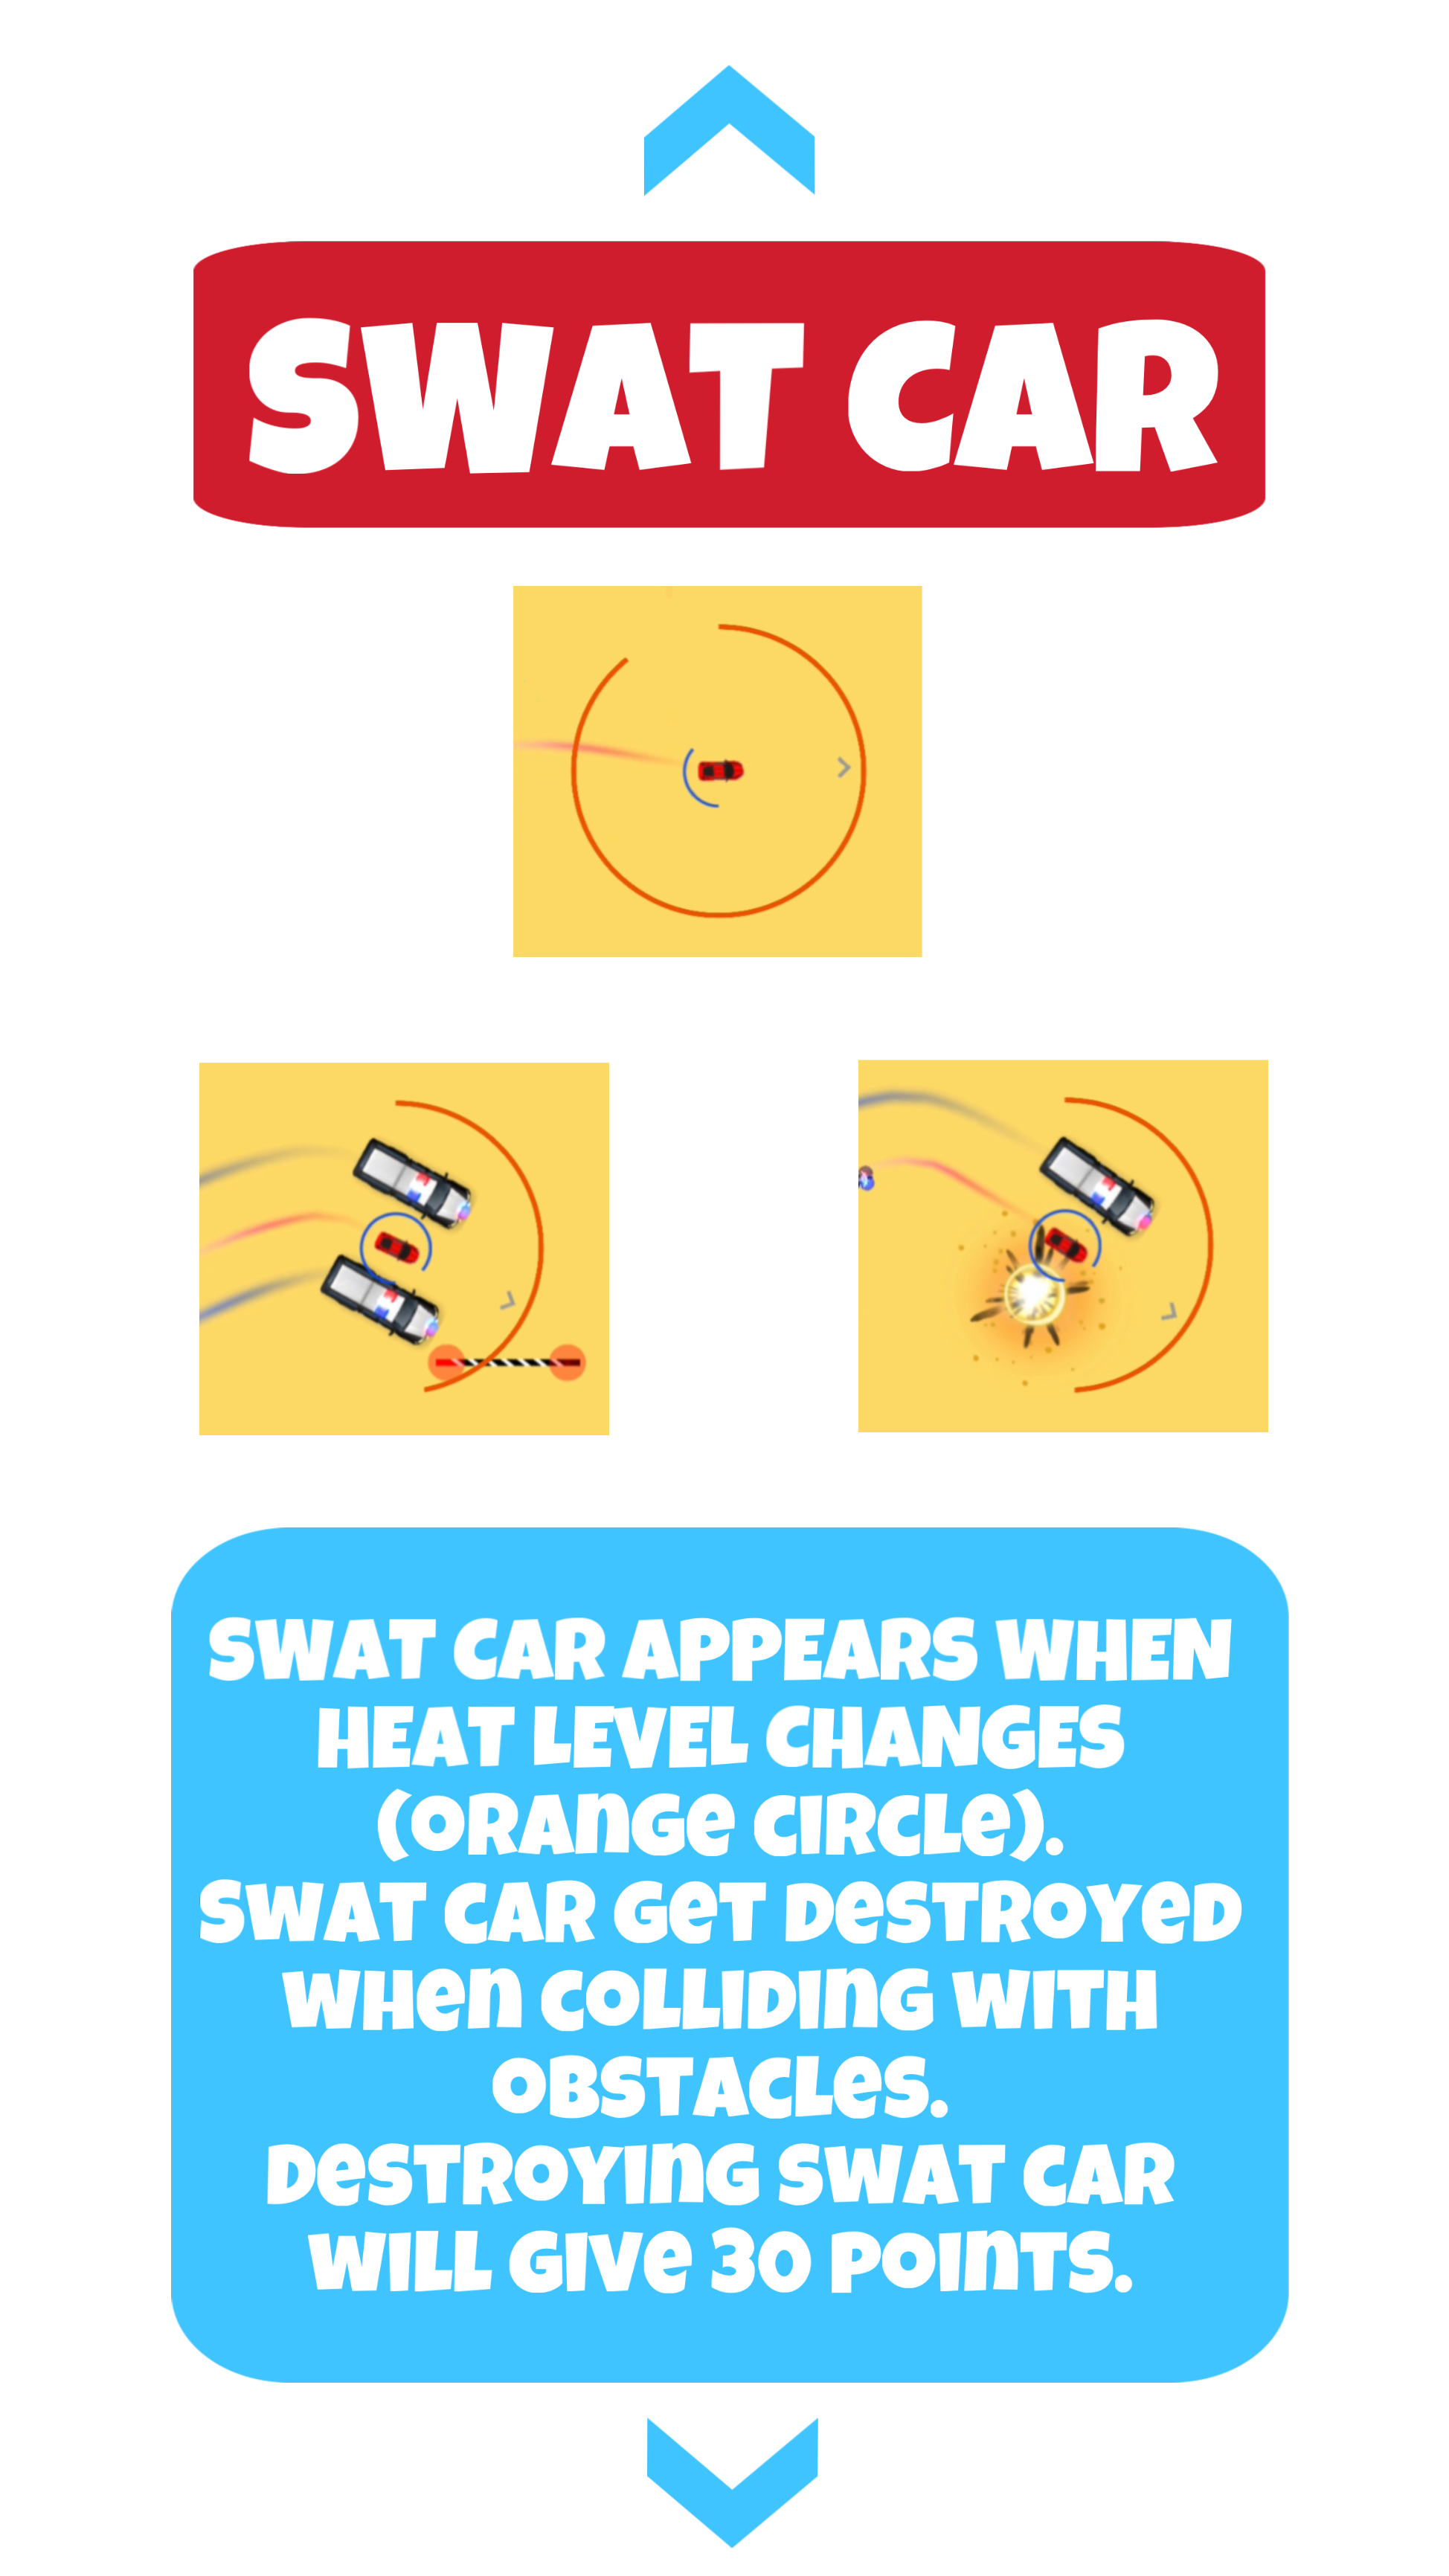 SWAT CAR
SWAT CAR APPEARS WHEN
HEAT LEVEL CHANGES
(ORANGE CIRCLE).
SWAT CAR GET DESTROYED
WHEN COLLIDING WITH
OBSTACLES.
DESTROYING SWAT CAR
WILL GIVE 30 POINTS.